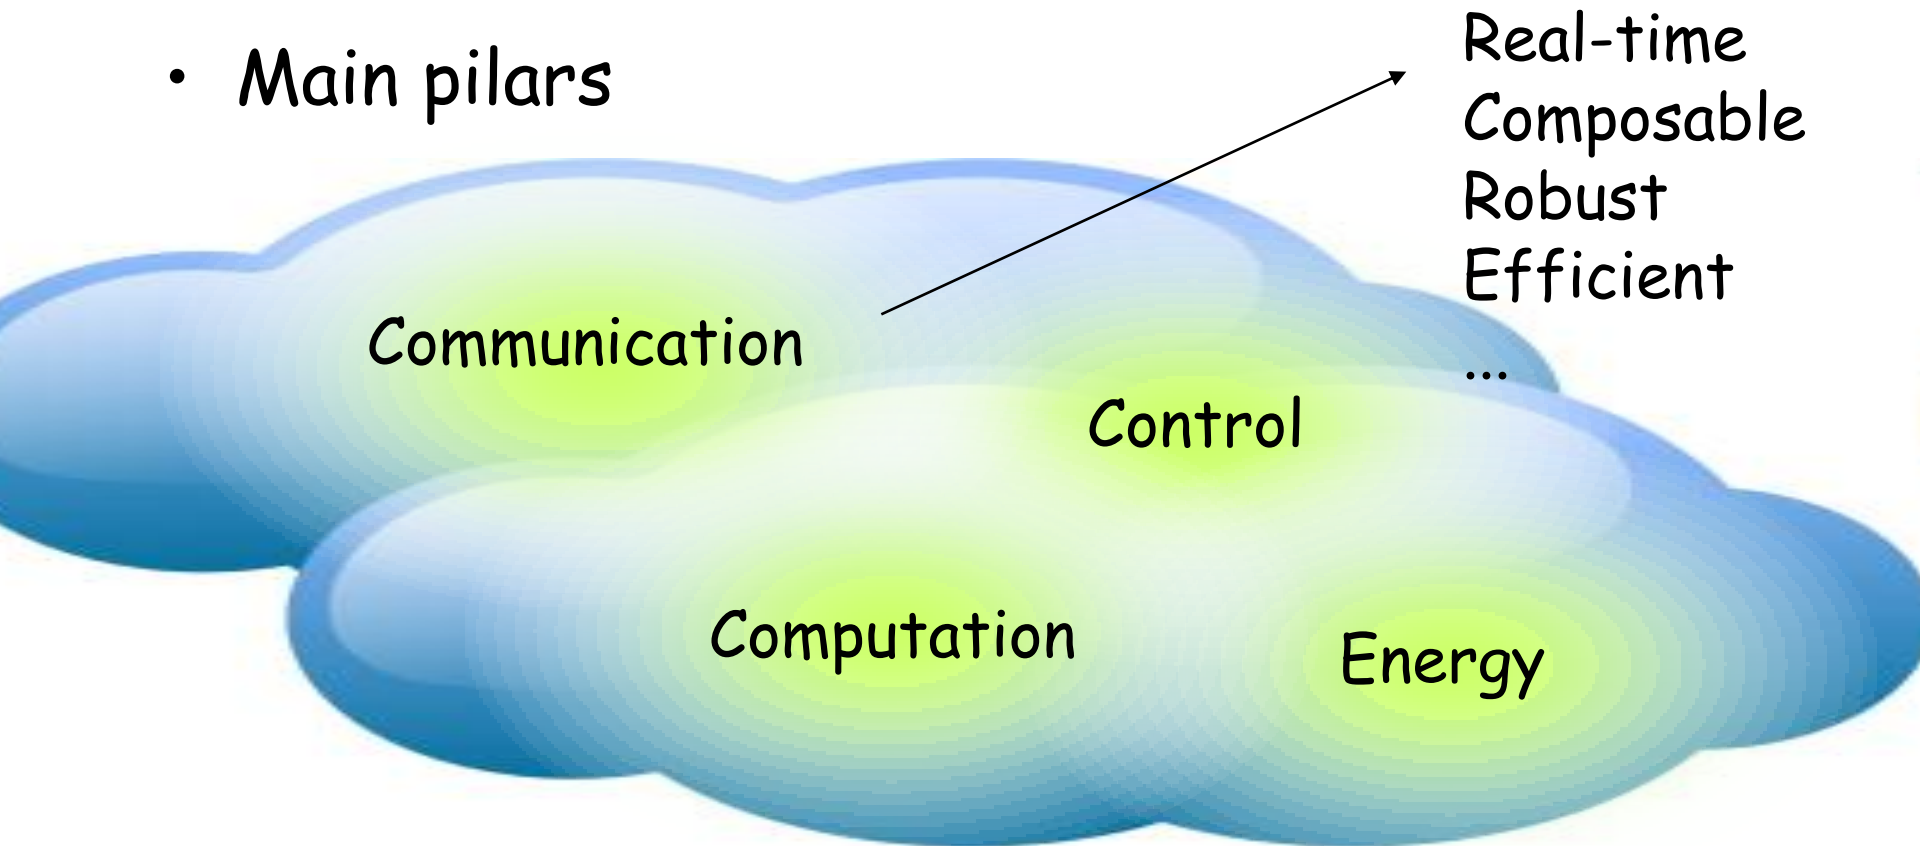 • Main pilars
Real-time
Composable
Robust
Efficient
...
Communication
Control
Computation
Energy